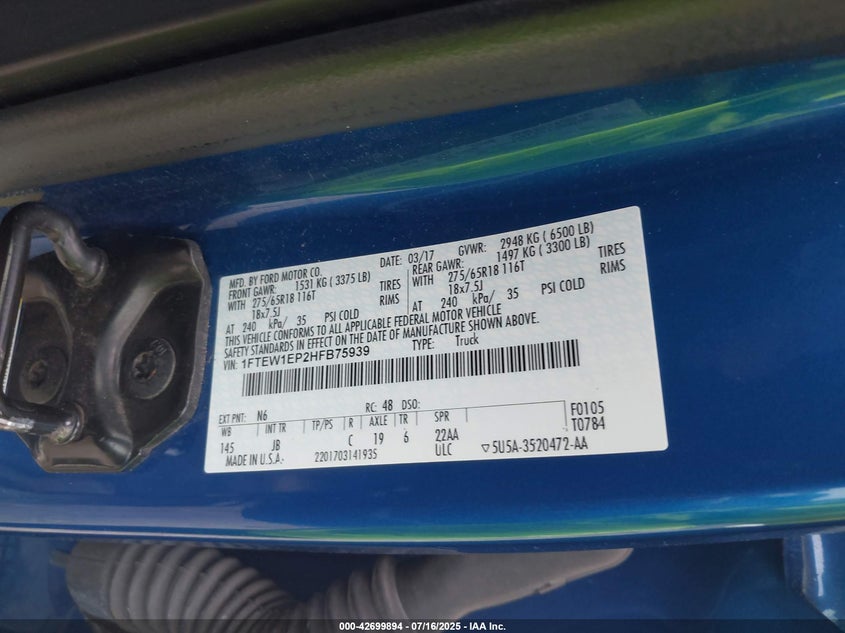 MFD. BY FORD MOTOR CO.
DATE: 03/17 GVWR: 2948 KG ( 6500 LB)
FRONT GAWR: 1531 KG ( 3375 LB) REAR GAWR: 1497 KG ( 3300 LB)
WITH 275/65R18 116T TIRES WITH 275/65R18 116T TIRES
18x7.5J RIMS 18x7.5J RIMS
AT 240 kPa/ 35 PSI COLD AT 240 kPa/ 35 PSI COLD
THIS VEHICLE CONFORMS TO ALL APPLICABLE FEDERAL MOTOR VEHICLE
SAFETY STANDARDS IN EFFECT ON THE DATE OF MANUFACTURE SHOWN ABOVE.
VIN: 1FTEW1EP2HFB75939 TYPE: Truck
EXT PNT: N6 RC: 48 DSO: F0105
WB INT TR TP/PS R AXLE TR SPR T0784
145 JB C 19 6 22AA
MADE IN U.S.A. 2201703141935 ULC ▽5U5A-3520472-AA
000-42699894 07/16/2025 - IAA Inc.